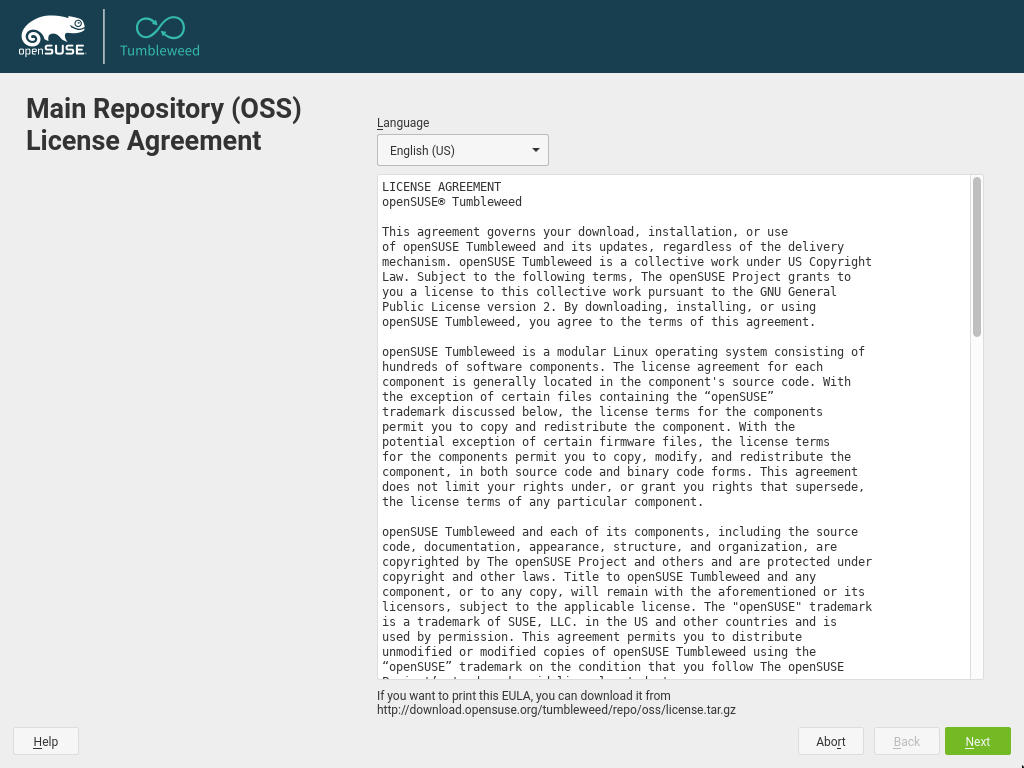 openSUSE
Tumbleweed
Main Repository (OSS)
License Agreement
Language
English (US)
LICENSE AGREEMENT
openSUSE® Tumbleweed
This agreement governs your download, installation, or use
of openSUSE Tumbleweed and its updates, regardless of the delivery
mechanism. openSUSE Tumbleweed is a collective work under US Copyright
Law. Subject to the following terms, The openSUSE Project grants to
you a license to this collective work pursuant to the GNU General
Public License version 2. By downloading, installing, or using
openSUSE Tumbleweed, you agree to the terms of this agreement.
openSUSE Tumbleweed is a modular Linux operating system consisting of
hundreds of software components. The license agreement for each
component is generally located in the component's source code. With
the exception of certain files containing the “openSUSE”
trademark discussed below, the license terms for the components
permit you to copy and redistribute the component. With the
potential exception of certain firmware files, the license terms
for the components permit you to copy, modify, and redistribute the
component, in both source code and binary code forms. This agreement
does not limit your rights under, or grant you rights that supersede,
the license terms of any particular component.
openSUSE Tumbleweed and each of its components, including the source
code, documentation, appearance, structure, and organization, are
copyrighted by The openSUSE Project and others and are protected under
copyright and other laws. Title to openSUSE Tumbleweed and any
component, or to any copy, will remain with the aforementioned or its
licensors, subject to the applicable license. The "openSUSE" trademark
is a trademark of SUSE, LLC. in the US and other countries and is
used by permission. This agreement permits you to distribute
unmodified or modified copies of openSUSE Tumbleweed using the
“openSUSE” trademark on the condition that you follow The openSUSE
If you want to print this EULA, you can download it from
http://download.opensuse.org/tumbleweed/repo/oss/license.tar.gz
Help
Abort
Back
Next